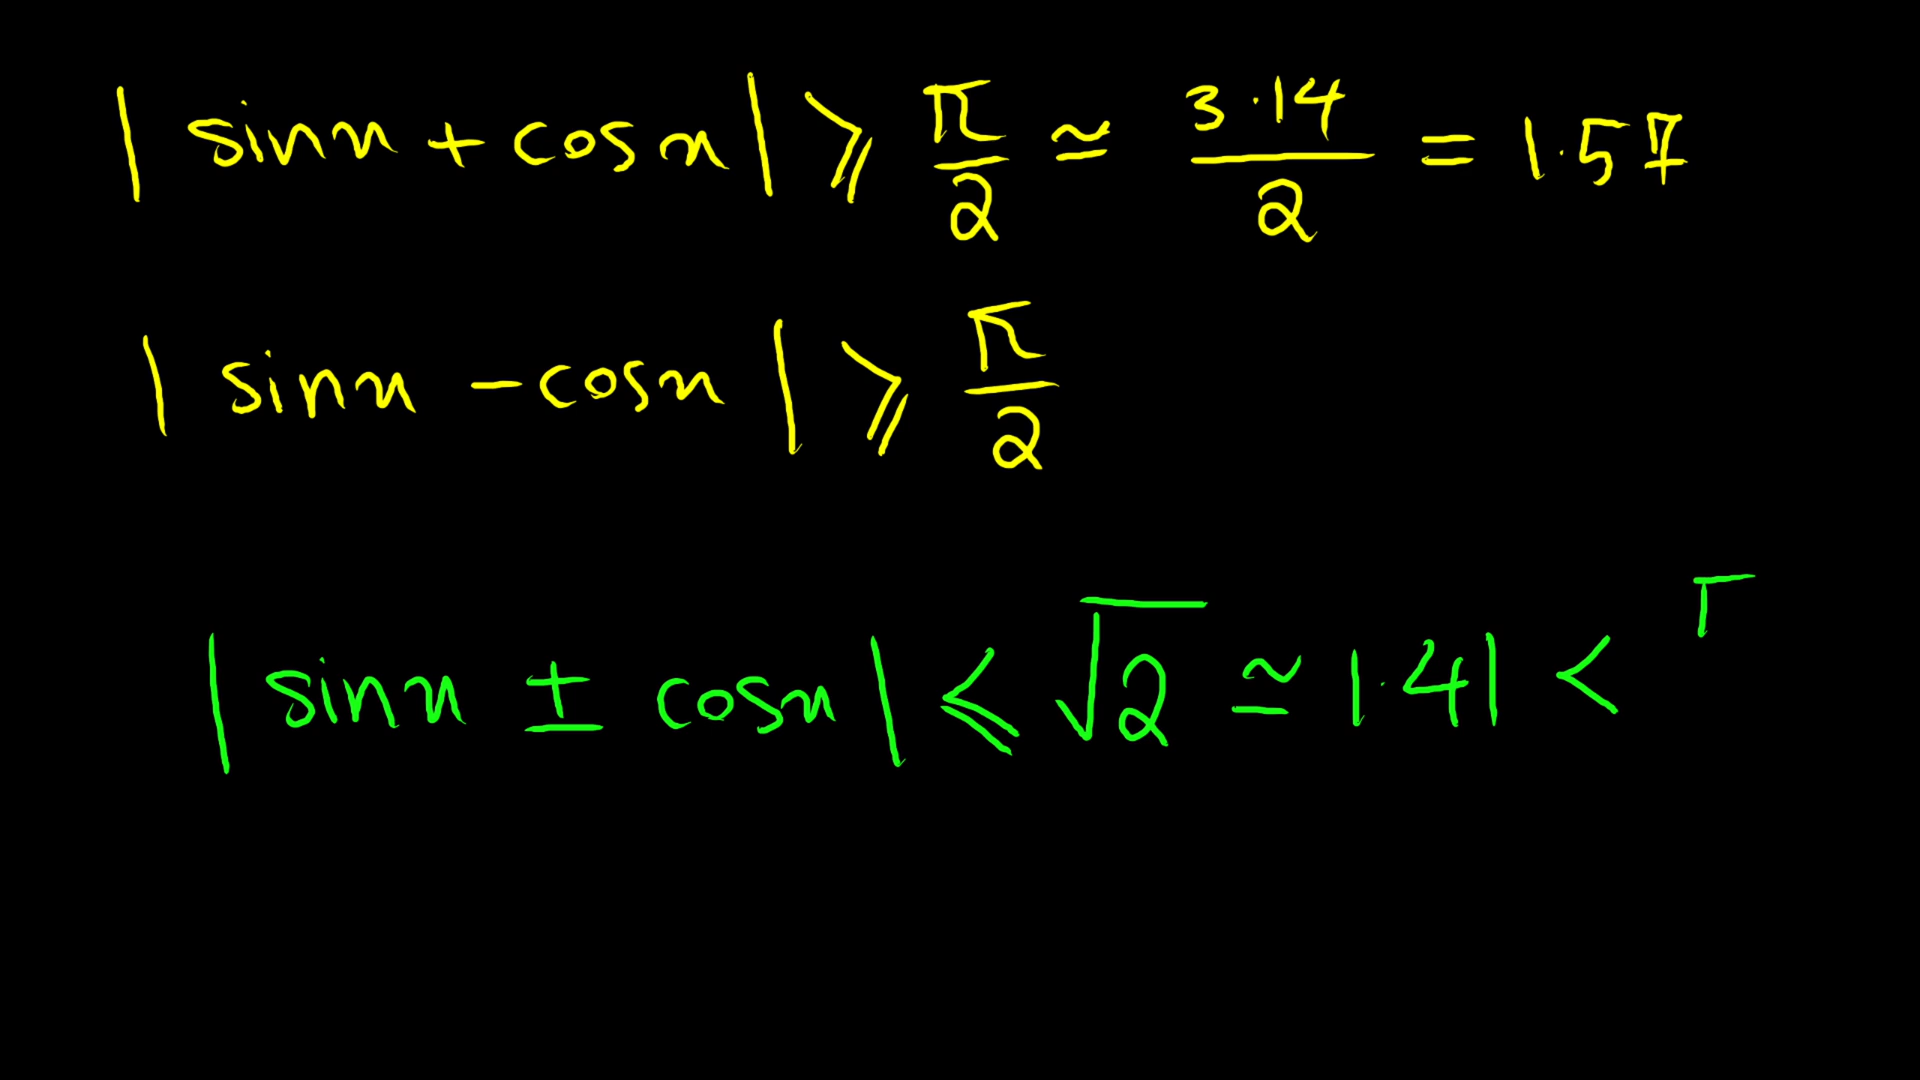 |sinx + cosx| ⩾ π/2 ≃ 3.14/2 = 1.57
|sinx - cosx| ⩾ π/2
|sinx ± cosx| ⩽ √2 ≃ 1.41 <